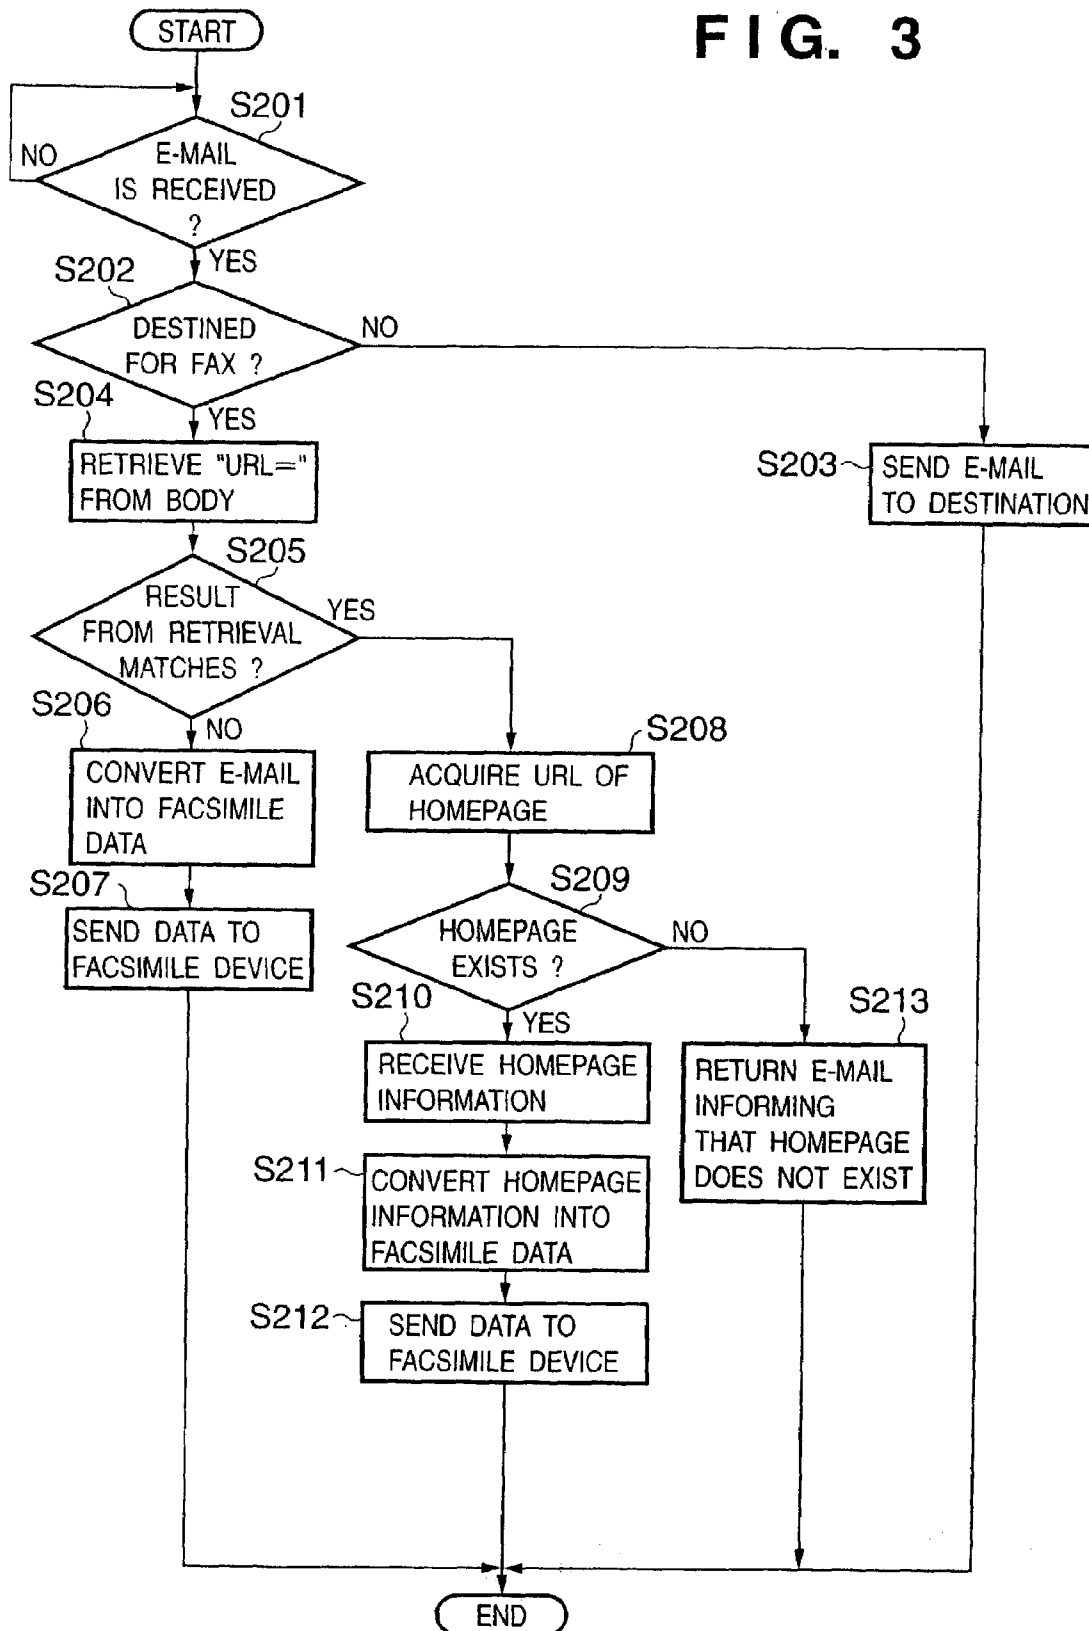 FIG. 3
START
S201
E-MAIL
IS RECEIVED
?
NO
YES
S202
DESTINED
FOR FAX ?
NO
YES
S204
RETRIEVE "URL="
FROM BODY
S203
SEND E-MAIL
TO DESTINATION
S205
RESULT
FROM RETRIEVAL
MATCHES ?
YES
NO
S206
CONVERT E-MAIL
INTO FACSIMILE
DATA
S207
SEND DATA TO
FACSIMILE DEVICE
S208
ACQUIRE URL OF
HOMEPAGE
S209
HOMEPAGE
EXISTS ?
NO
YES
S210
RECEIVE HOMEPAGE
INFORMATION
S213
RETURN E-MAIL
INFORMING
THAT HOMEPAGE
DOES NOT EXIST
S211
CONVERT HOMEPAGE
INFORMATION INTO
FACSIMILE DATA
S212
SEND DATA TO
FACSIMILE DEVICE
END